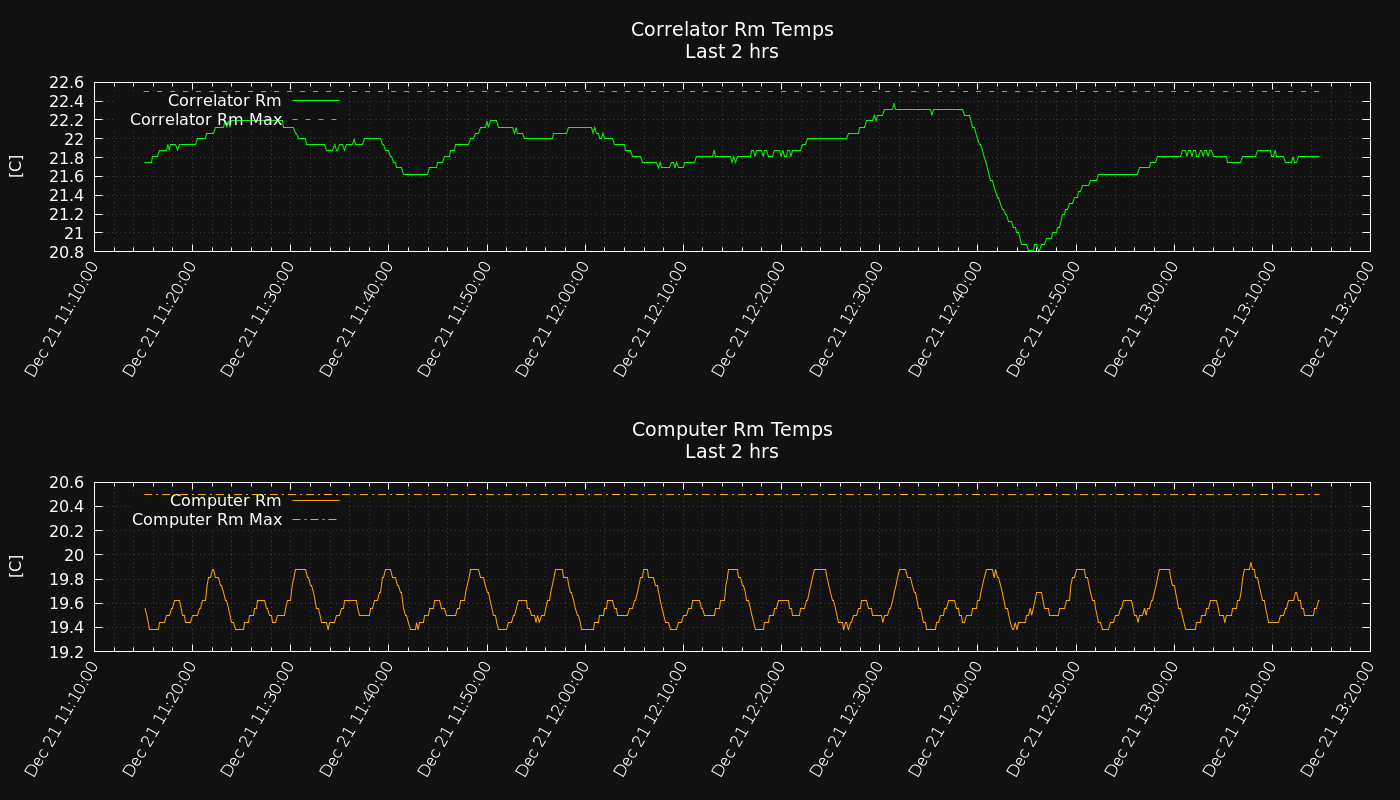 Correlator Rm Temps
Last 2 hrs
22.6
22.4
22.2
22
21.8
21.6
21.4
21.2
21
20.8
[C]
Correlator Rm
Correlator Rm Max
Dec 21 11:10:00
Dec 21 11:20:00
Dec 21 11:30:00
Dec 21 11:40:00
Dec 21 11:50:00
Dec 21 12:00:00
Dec 21 12:10:00
Dec 21 12:20:00
Dec 21 12:30:00
Dec 21 12:40:00
Dec 21 12:50:00
Dec 21 13:00:00
Dec 21 13:10:00
Dec 21 13:20:00
Computer Rm Temps
Last 2 hrs
20.6
20.4
20.2
20
19.8
19.6
19.4
19.2
[C]
Computer Rm
Computer Rm Max
Dec 21 11:10:00
Dec 21 11:20:00
Dec 21 11:30:00
Dec 21 11:40:00
Dec 21 11:50:00
Dec 21 12:00:00
Dec 21 12:10:00
Dec 21 12:20:00
Dec 21 12:30:00
Dec 21 12:40:00
Dec 21 12:50:00
Dec 21 13:00:00
Dec 21 13:10:00
Dec 21 13:20:00